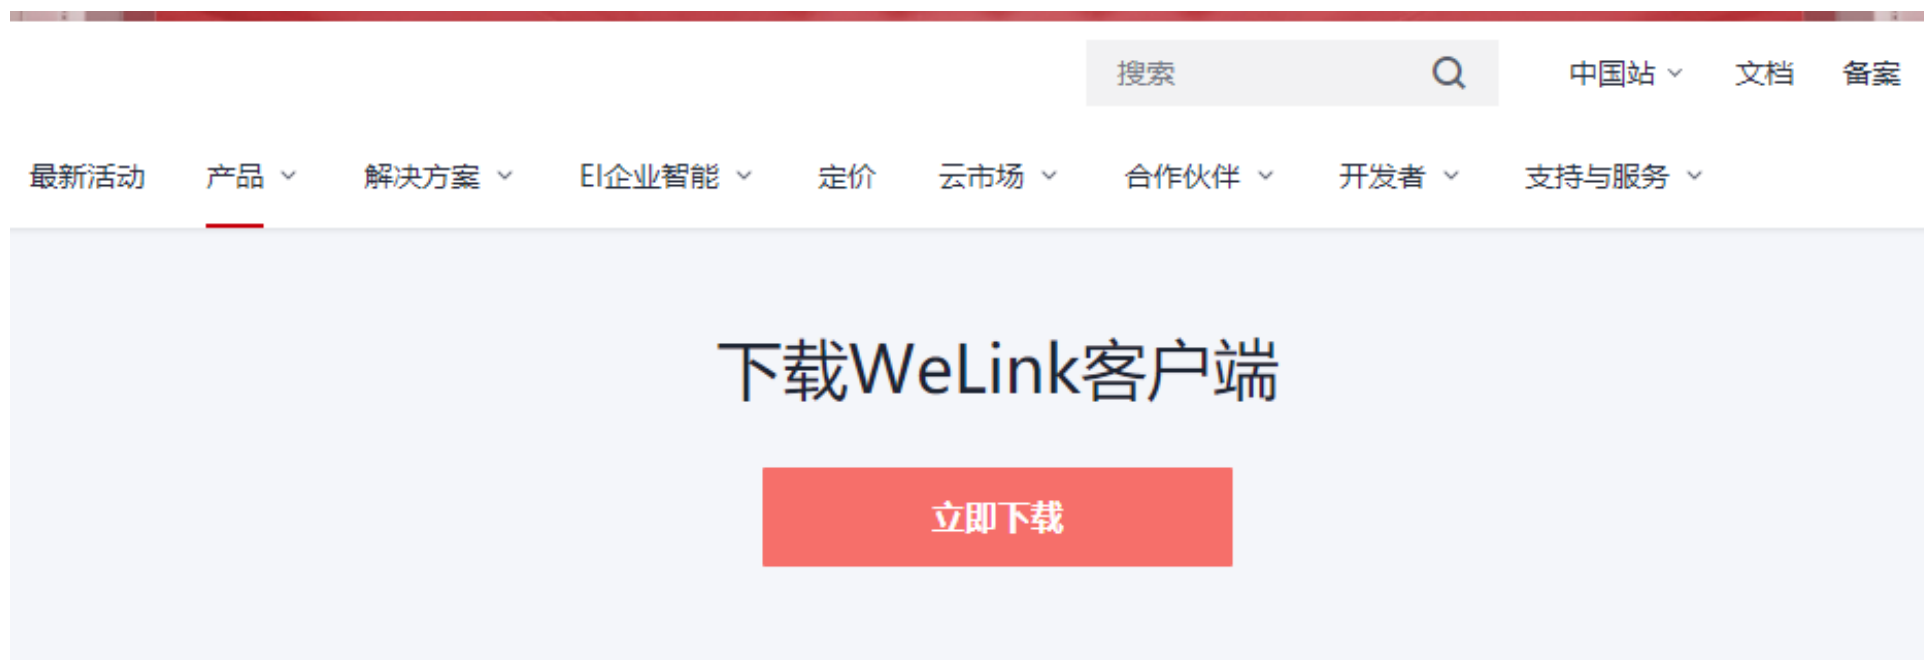 搜索 中国站 文档 备案
最新活动 产品 解决方案 EI企业智能 定价 云市场 合作伙伴 开发者 支持与服务
下载WeLink客户端
立即下载